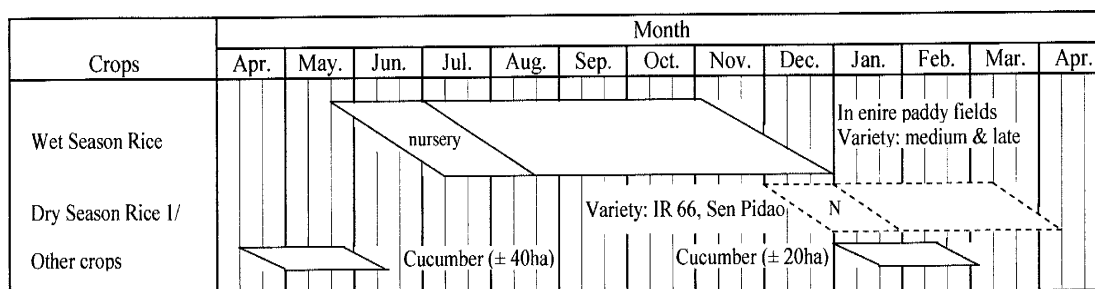 Month
Crops
Apr. May. Jun. Jul. Aug. Sep. Oct. Nov. Dec. Jan. Feb. Mar. Apr.
In enire paddy fields
Wet Season Rice nursery Variety: medium & late
Dry Season Rice 1/ Variety: IR 66, Sen Pidao N
Other crops Cucumber (± 40ha) Cucumber (± 20ha)